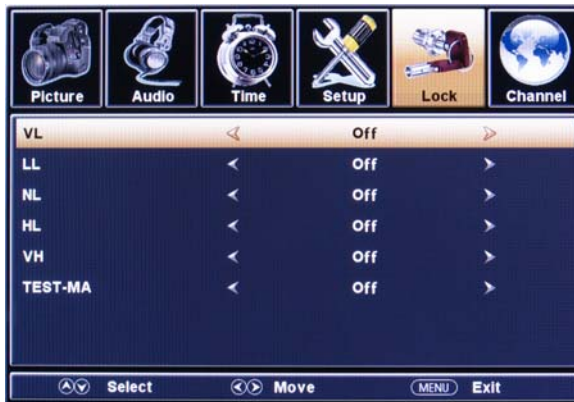 Picture Audio Time Setup Lock Channel
VL Off
LL Off
NL Off
HL Off
VH Off
TEST-MA Off
Select Move MENU Exit